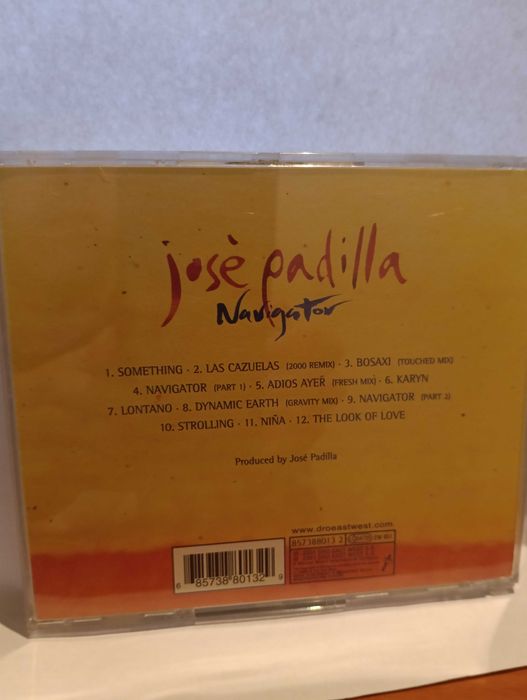 josè padilla
Navigator
1. SOMETHING · 2. LAS CAZUELAS (2000 REMIX) · 3. BOSAXI (TOUCHED MIX)
4. NAVIGATOR (PART 1) · 5. ADIOS AYER (FRESH MIX) · 6. KARYN
7. LONTANO · 8. DYNAMIC EARTH (GRAVITY MIX) · 9. NAVIGATOR (PART 2)
10. STROLLING · 11. NIÑA · 12. THE LOOK OF LOVE
Produced by José Padilla
www.droeastwest.com
857388013 2
6 85738 80132 9